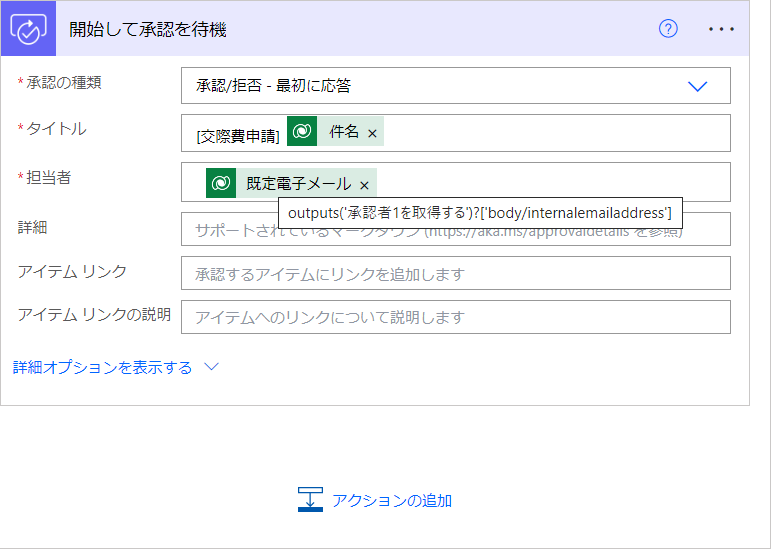 開始して承認を待機
*承認の種類
承認/拒否 - 最初に応答
*タイトル
[交際費申請] 件名 ×
*担当者
既定電子メール ×
outputs('承認者1を取得する')?['body/internalemailaddress']
詳細
サポートされているマークダウン (https://aka.ms/approvaldetails を参照)
アイテム リンク
承認するアイテムにリンクを追加します
アイテム リンクの説明
アイテムへのリンクについて説明します
詳細オプションを表示する
アクションの追加